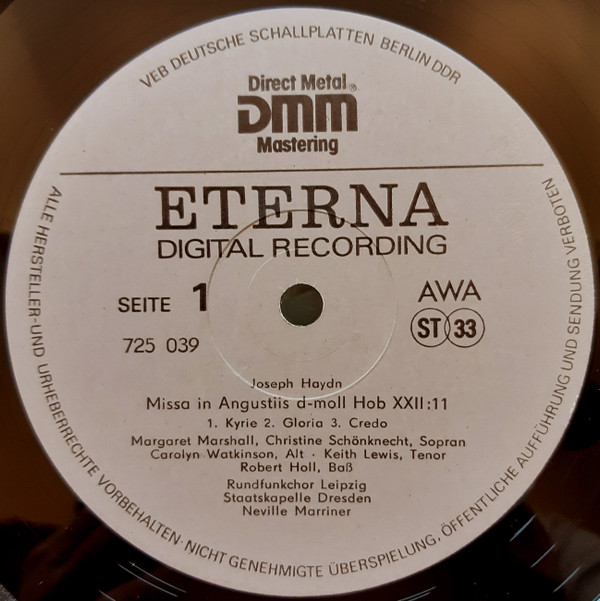 VEB DEUTSCHE SCHALLPLATTEN BERLIN DDR
Direct Metal®
DMM
Mastering
ETERNA
DIGITAL RECORDING
SEITE 1
AWA
725 039
ST 33
Joseph Haydn
Missa in Angustiis d-moll Hob XXII:11
1. Kyrie 2. Gloria 3. Credo
Margaret Marshall, Christine Schönknecht, Sopran
Carolyn Watkinson, Alt · Keith Lewis, Tenor
Robert Holl, Baß
Rundfunkchor Leipzig
Staatskapelle Dresden
Neville Marriner
ALLE HERSTELLER-UND URHEBERRECHTE VORBEHALTEN·NICHT GENEHMIGTE ÜBERSPIELUNG, ÖFFENTLICHE AUFFÜHRUNG UND SENDUNG VERBOTEN